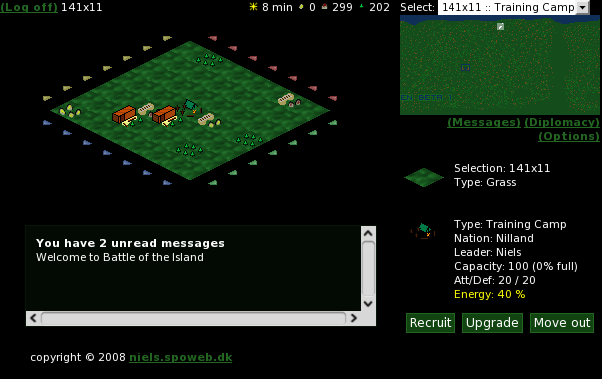 (Log off) 141x11
8 min 0 299 202
Select: 141x11 :: Training Camp
(Messages) (Diplomacy)
(Options)
Selection: 141x11
Type: Grass
Type: Training Camp
Nation: Nilland
Leader: Niels
Capacity: 100 (0% full)
Att/Def: 20 / 20
Energy: 40 %
Recruit Upgrade Move out
You have 2 unread messages
Welcome to Battle of the Island
copyright © 2008 niels.spoweb.dk